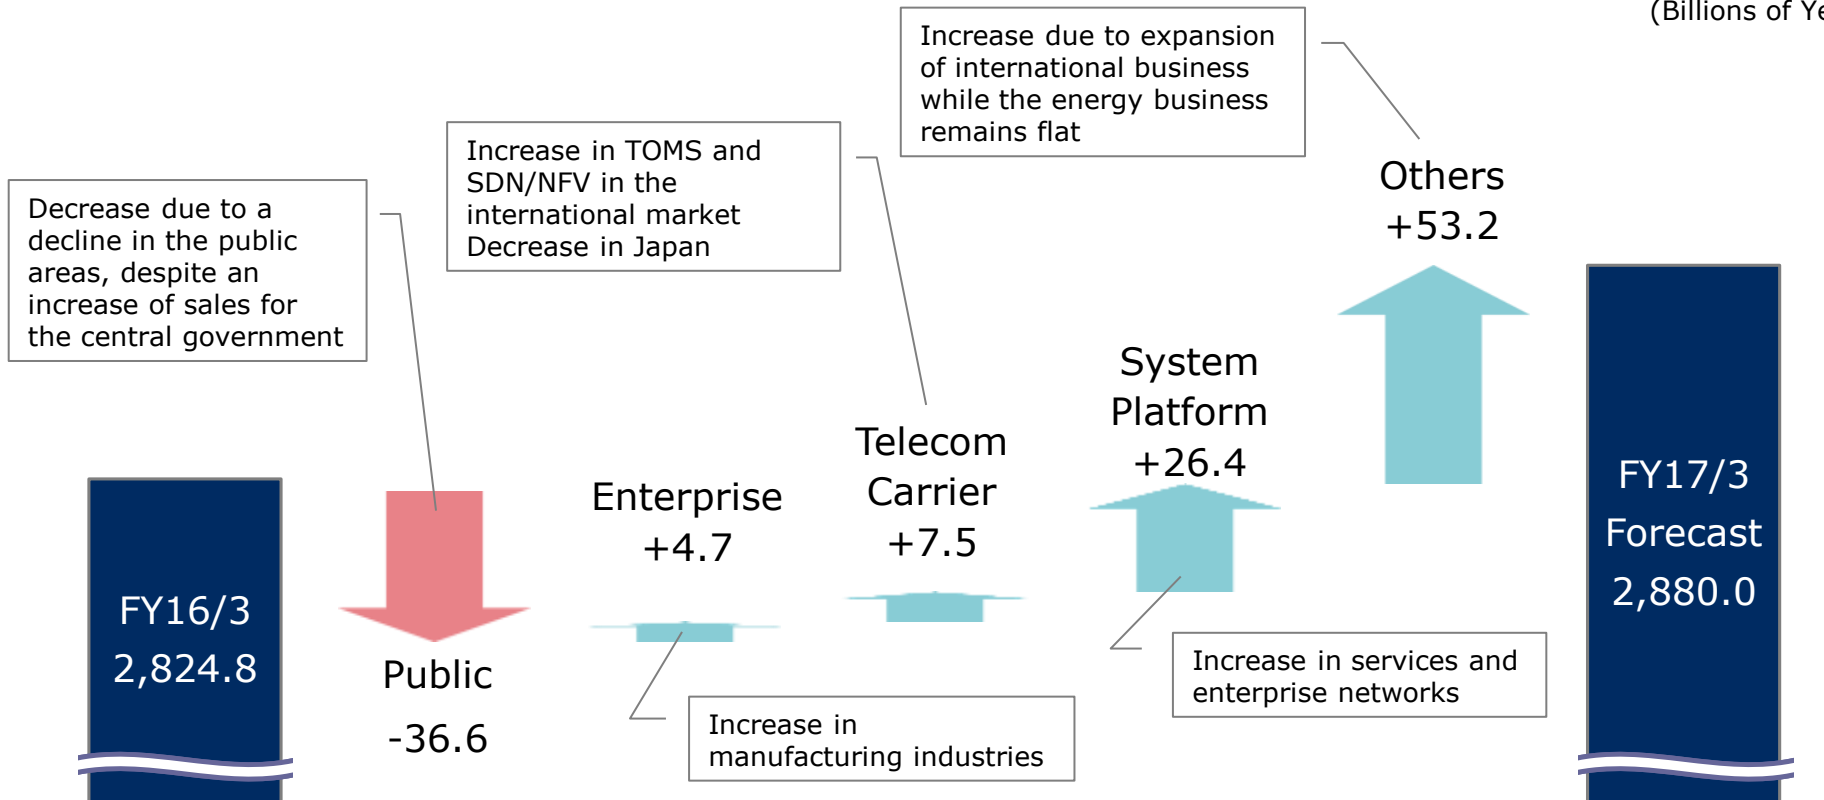 (Billions of Ye
Increase due to expansion
of international business
while the energy business
remains flat
Increase in TOMS and
SDN/NFV in the
international market
Decrease in Japan
Decrease due to a
decline in the public
areas, despite an
increase of sales for
the central government
Others
+53.2
System
Platform
+26.4
Telecom
Carrier
+7.5
Enterprise
+4.7
FY16/3
2,824.8
Public
-36.6
Increase in
manufacturing industries
Increase in services and
enterprise networks
FY17/3
Forecast
2,880.0